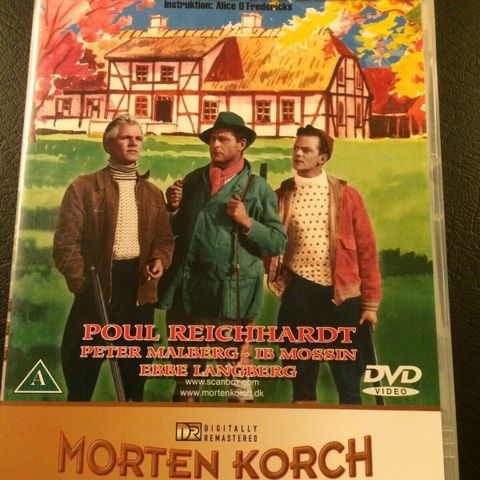 Instruktion: Alice O Fredericks
POUL REICHHARDT
PETER MALBERG · IB MOSSIN
EBBE LANGBERG
www.scanbox.com
www.mortenkorch.dk
A
DVD
VIDEO
DR DIGITALLY
REMASTERED
MORTEN KORCH